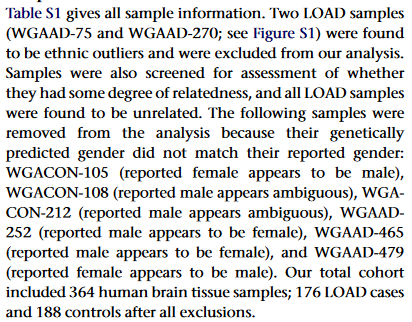 Table S1 gives all sample information. Two LOAD samples
(WGAAD-75 and WGAAD-270; see Figure S1) were found
to be ethnic outliers and were excluded from our analysis.
Samples were also screened for assessment of whether
they had some degree of relatedness, and all LOAD samples
were found to be unrelated. The following samples were
removed from the analysis because their genetically
predicted gender did not match their reported gender:
WGACON-105 (reported female appears to be male),
WGACON-108 (reported male appears ambiguous), WGA-
CON-212 (reported male appears ambiguous), WGAAD-
252 (reported male appears to be female), WGAAD-465
(reported male appears to be female), and WGAAD-479
(reported female appears to be male). Our total cohort
included 364 human brain tissue samples; 176 LOAD cases
and 188 controls after all exclusions.